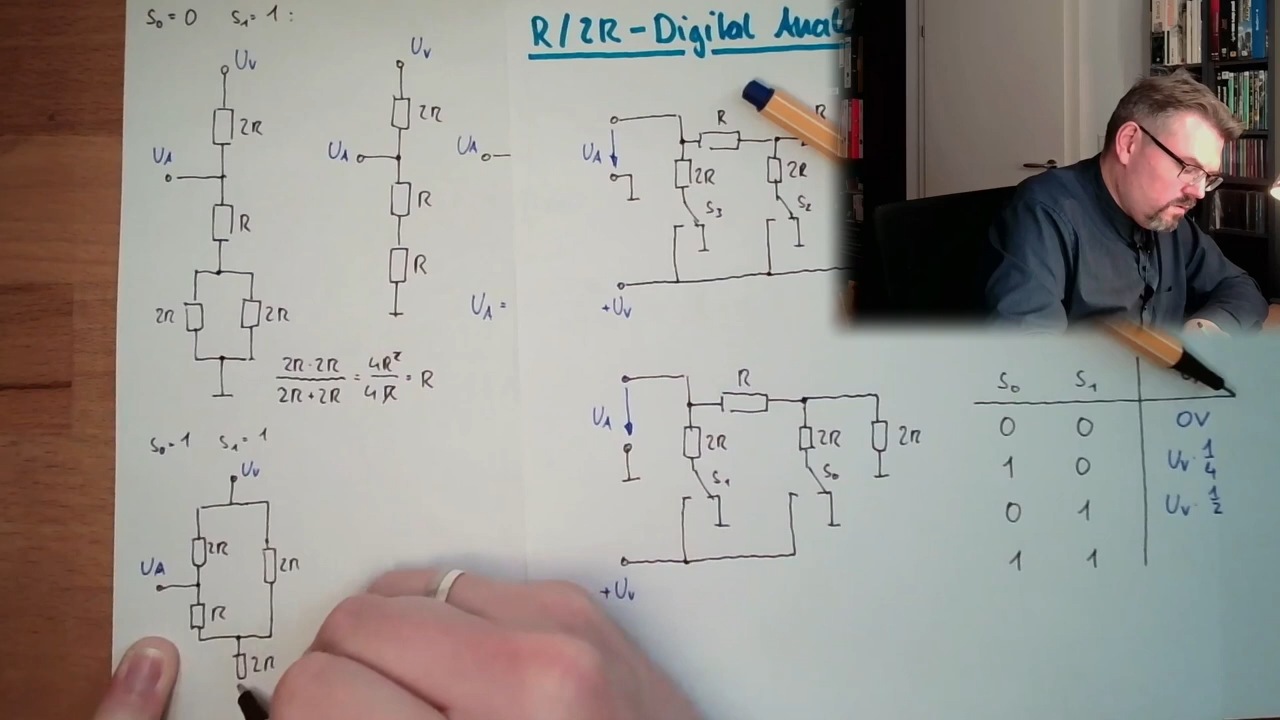 S₀=0 S₁=1:
R/2R-Digital Anal
Uv
2R
UA
R
2R
2R
2R·2R/2R+2R = 4R²/4R = R
Uv
2R
UA
R
R
UA
UA =
UA
R
R
2R
2R
S₃
S₂
+Uv
S₀=1 S₁=1
Uv
2R
2R
UA
R
2R
R
UA
2R
2R
2R
S₁
S₀
+Uv
S₀ S₁
0 0 0V
1 0 Uv·1/4
0 1 Uv·1/2
1 1